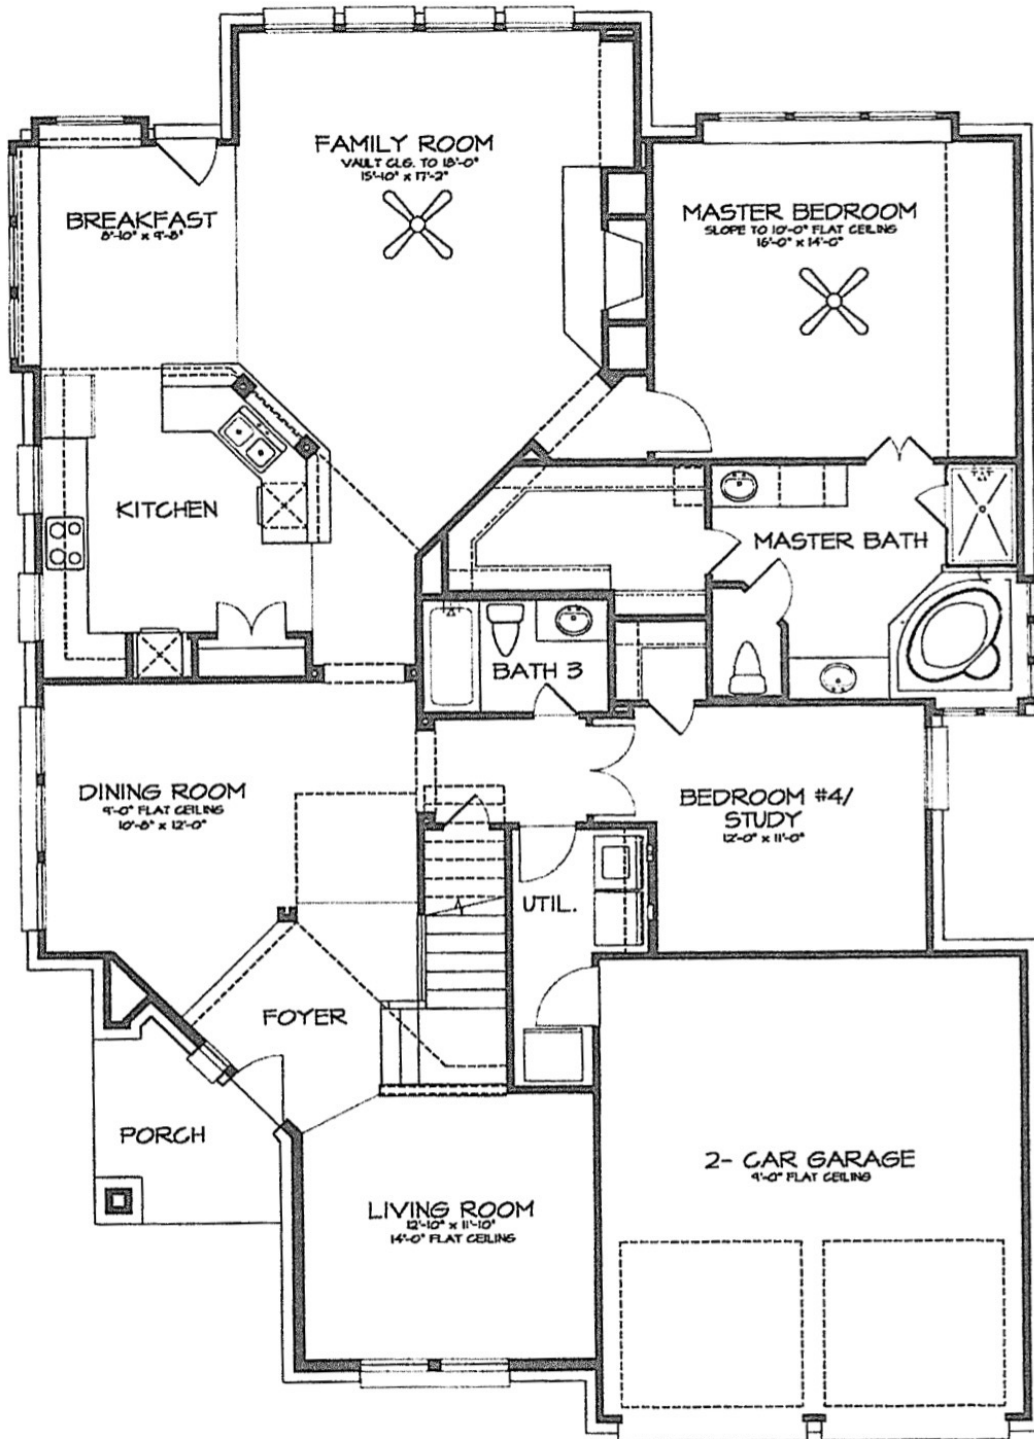 FAMILY ROOM
VAULT CLG. TO 18'-0"
15'-10" x 17'-2"
BREAKFAST
8'-10" x 9'-8"
MASTER BEDROOM
SLOPE TO 10'-0" FLAT CEILING
16'-0" x 14'-0"
KITCHEN
MASTER BATH
BATH 3
DINING ROOM
9'-0" FLAT CEILING
10'-8" x 12'-0"
BEDROOM #4/
STUDY
12'-0" x 11'-0"
UTIL.
FOYER
PORCH
2- CAR GARAGE
9'-0" FLAT CEILING
LIVING ROOM
12'-10" x 11'-10"
14'-0" FLAT CEILING